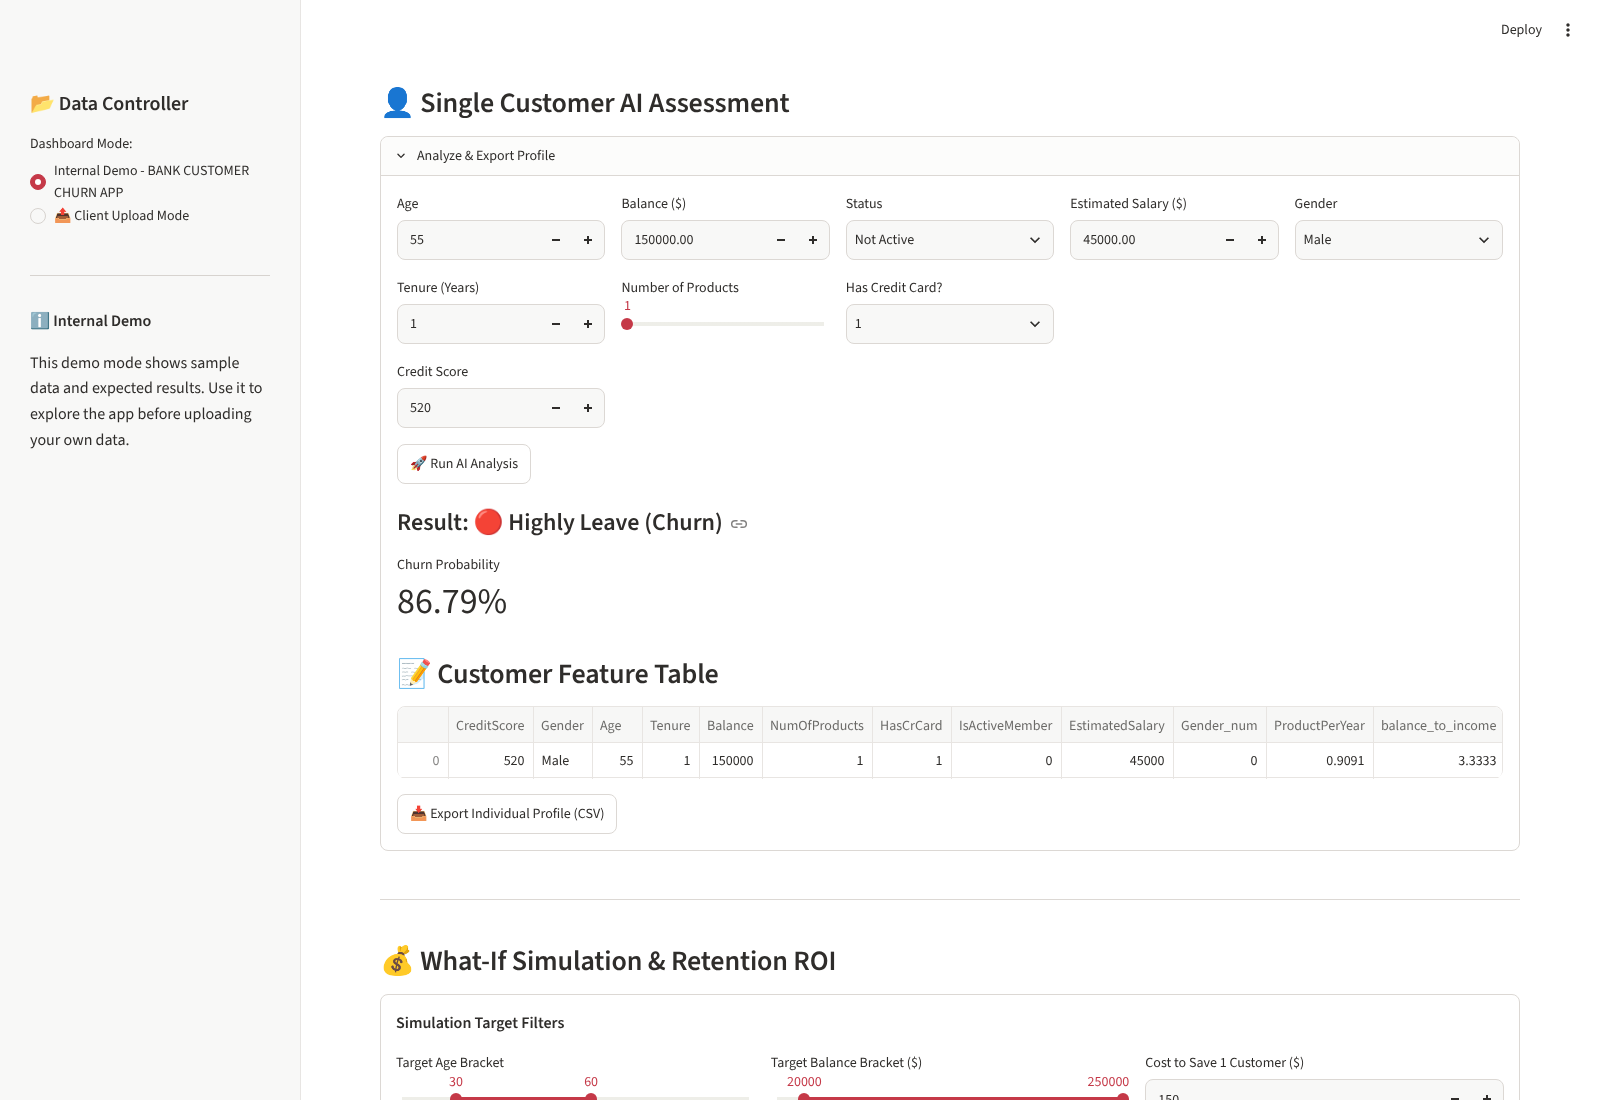 Deploy
📂 Data Controller
Dashboard Mode:
Internal Demo - BANK CUSTOMER
CHURN APP
📤 Client Upload Mode
ℹ️ Internal Demo
This demo mode shows sample
data and expected results. Use it to
explore the app before uploading
your own data.
👤 Single Customer AI Assessment
Analyze & Export Profile
Age Balance ($) Status Estimated Salary ($) Gender
55 150000.00 Not Active 45000.00 Male
Tenure (Years) Number of Products Has Credit Card?
1
1 1
Credit Score
520
🚀 Run AI Analysis
Result: 🔴 Highly Leave (Churn)
Churn Probability
86.79%
📝 Customer Feature Table
CreditScore Gender Age Tenure Balance NumOfProducts HasCrCard IsActiveMember EstimatedSalary Gender_num ProductPerYear balance_to_income
0 520 Male 55 1 150000 1 1 0 45000 0 0.9091 3.3333
📥 Export Individual Profile (CSV)
💰 What-If Simulation & Retention ROI
Simulation Target Filters
Target Age Bracket Target Balance Bracket ($) Cost to Save 1 Customer ($)
30 60 20000 250000
150